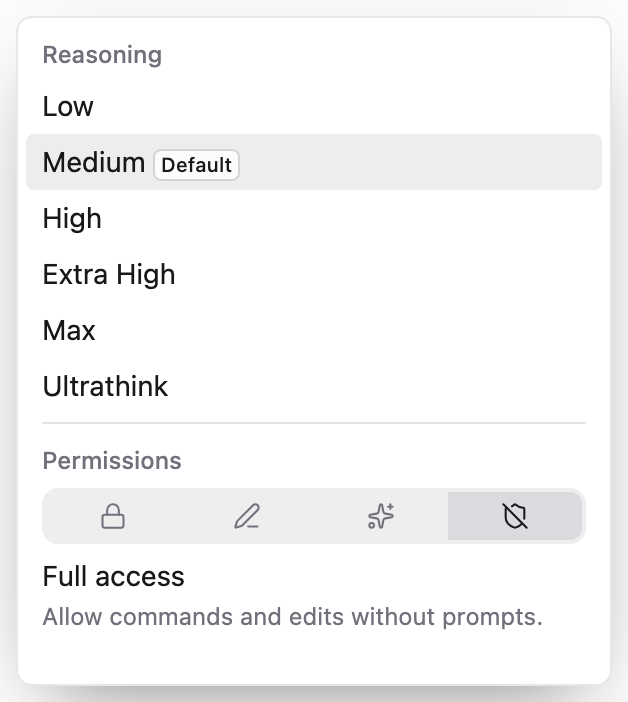 Reasoning
Low
Medium Default
High
Extra High
Max
Ultrathink
Permissions
Full access
Allow commands and edits without prompts.